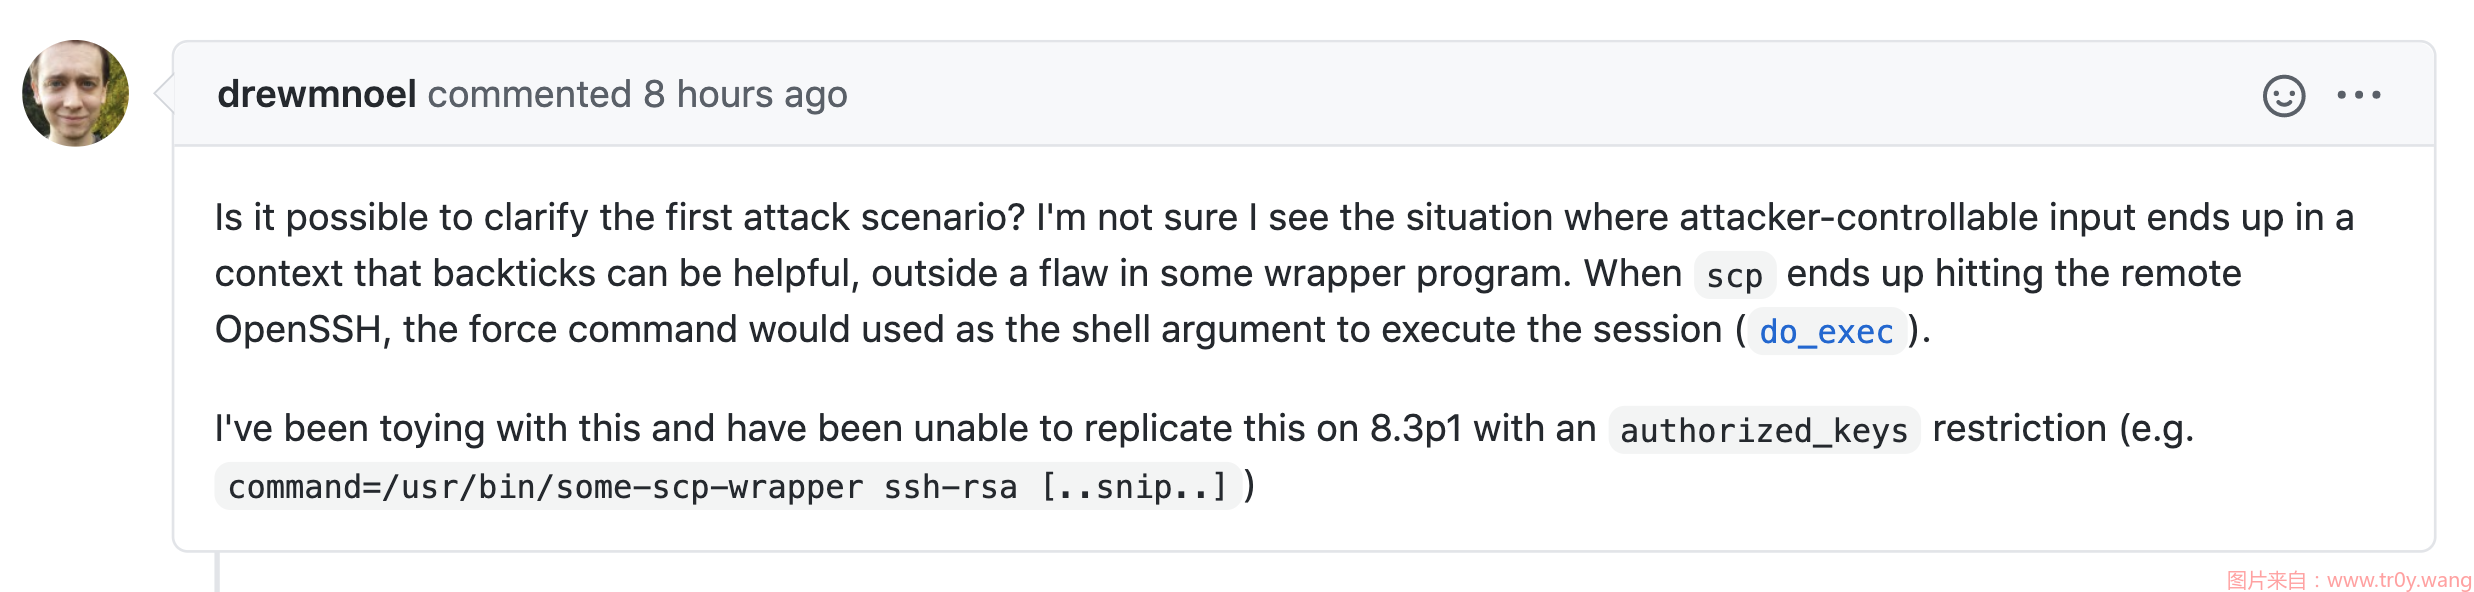 drewmnoel commented 8 hours ago
Is it possible to clarify the first attack scenario? I'm not sure I see the situation where attacker-controllable input ends up in a
context that backticks can be helpful, outside a flaw in some wrapper program. When scp ends up hitting the remote
OpenSSH, the force command would used as the shell argument to execute the session ( do_exec ).
I've been toying with this and have been unable to replicate this on 8.3p1 with an authorized_keys restriction (e.g.
command=/usr/bin/some-scp-wrapper ssh-rsa [..snip..] )
图片来自：www.tr0y.wang